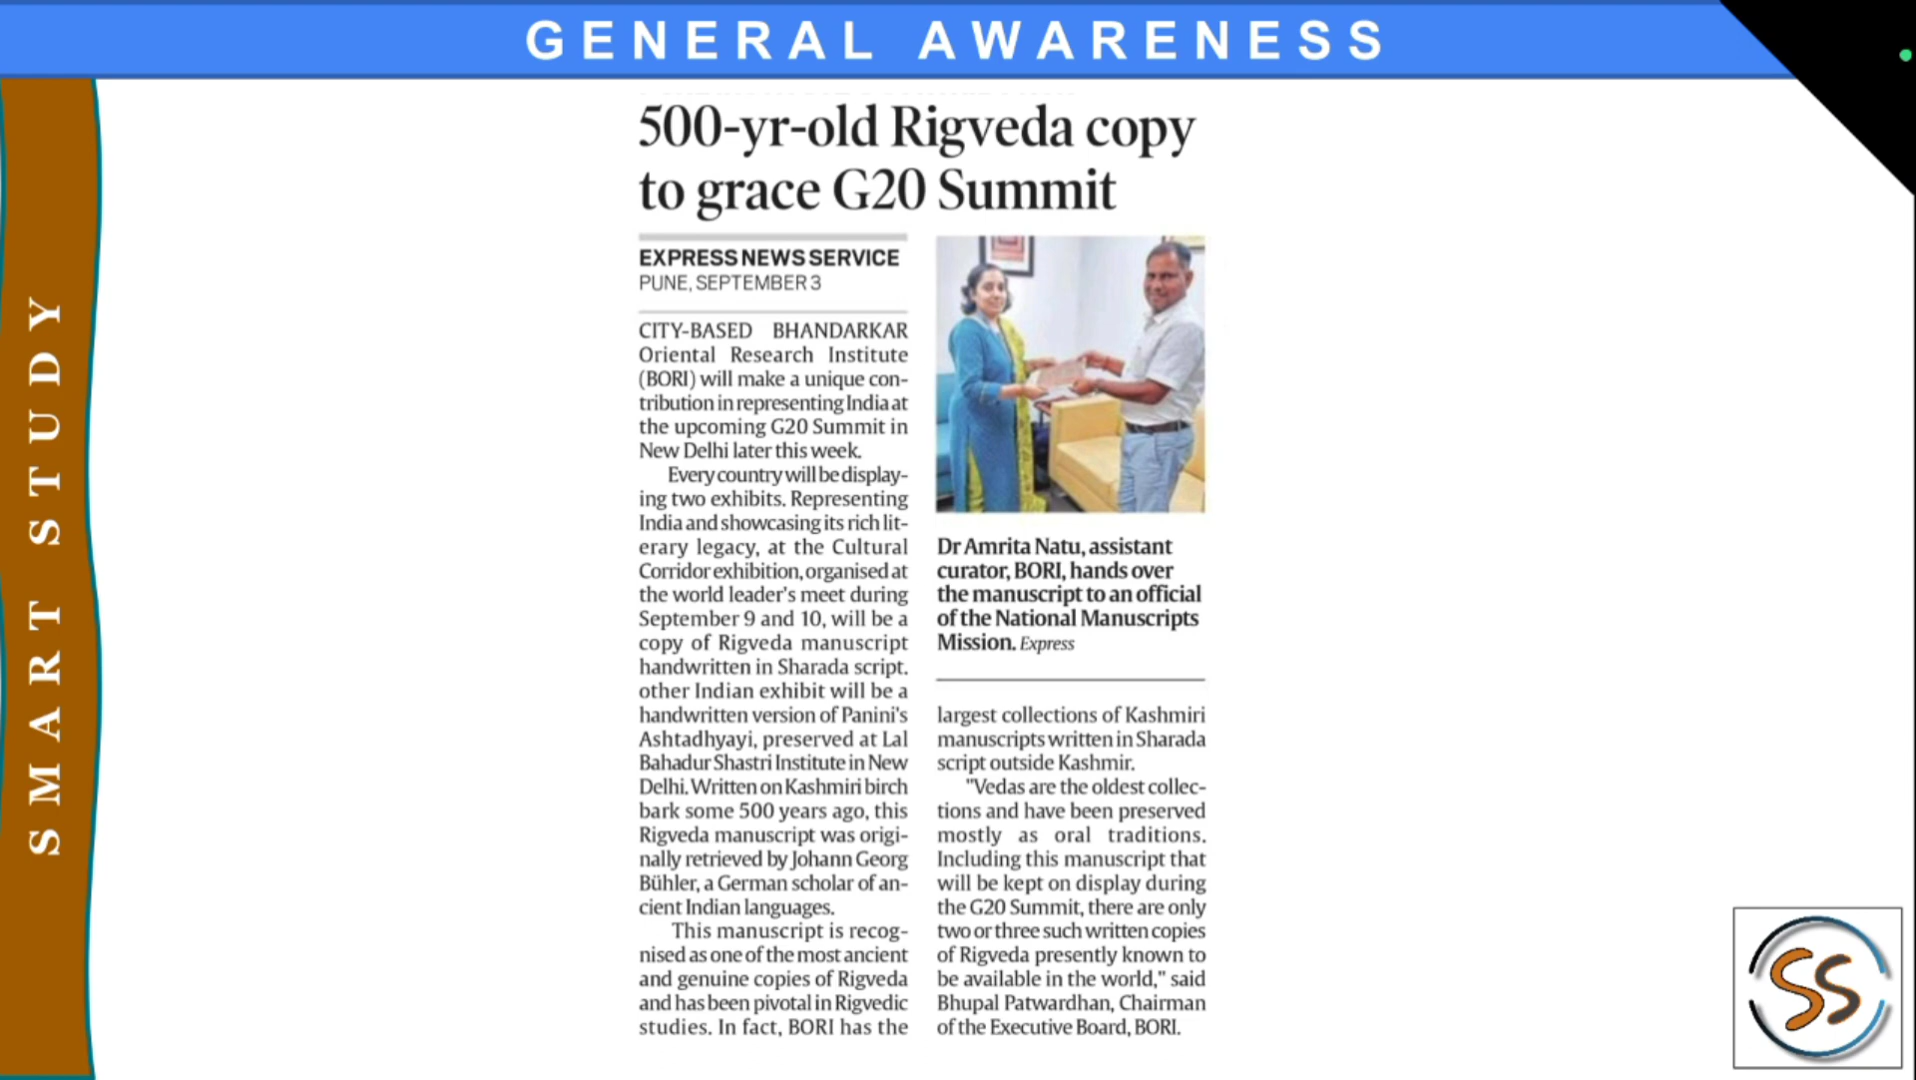 GENERAL AWARENESS
SMART STUDY
500-yr-old Rigveda copy
to grace G20 Summit
EXPRESS NEWS SERVICE
PUNE, SEPTEMBER 3
CITY-BASED BHANDARKAR
Oriental Research Institute
(BORI) will make a unique con-
tribution in representing India at
the upcoming G20 Summit in
New Delhi later this week.
Every country will be display-
ing two exhibits. Representing
India and showcasing its rich lit-
erary legacy, at the Cultural
Corridor exhibition, organised at
the world leader's meet during
September 9 and 10, will be a
copy of Rigveda manuscript
handwritten in Sharada script.
other Indian exhibit will be a
handwritten version of Panini's
Ashtadhyayi, preserved at Lal
Bahadur Shastri Institute in New
Delhi. Written on Kashmiri birch
bark some 500 years ago, this
Rigveda manuscript was origi-
nally retrieved by Johann Georg
Bühler, a German scholar of an-
cient Indian languages.
This manuscript is recog-
nised as one of the most ancient
and genuine copies of Rigveda
and has been pivotal in Rigvedic
studies. In fact, BORI has the
Dr Amrita Natu, assistant
curator, BORI, hands over
the manuscript to an official
of the National Manuscripts
Mission. Express
largest collections of Kashmiri
manuscripts written in Sharada
script outside Kashmir.
"Vedas are the oldest collec-
tions and have been preserved
mostly as oral traditions.
Including this manuscript that
will be kept on display during
the G20 Summit, there are only
two or three such written copies
of Rigveda presently known to
be available in the world," said
Bhupal Patwardhan, Chairman
of the Executive Board, BORI.
SS